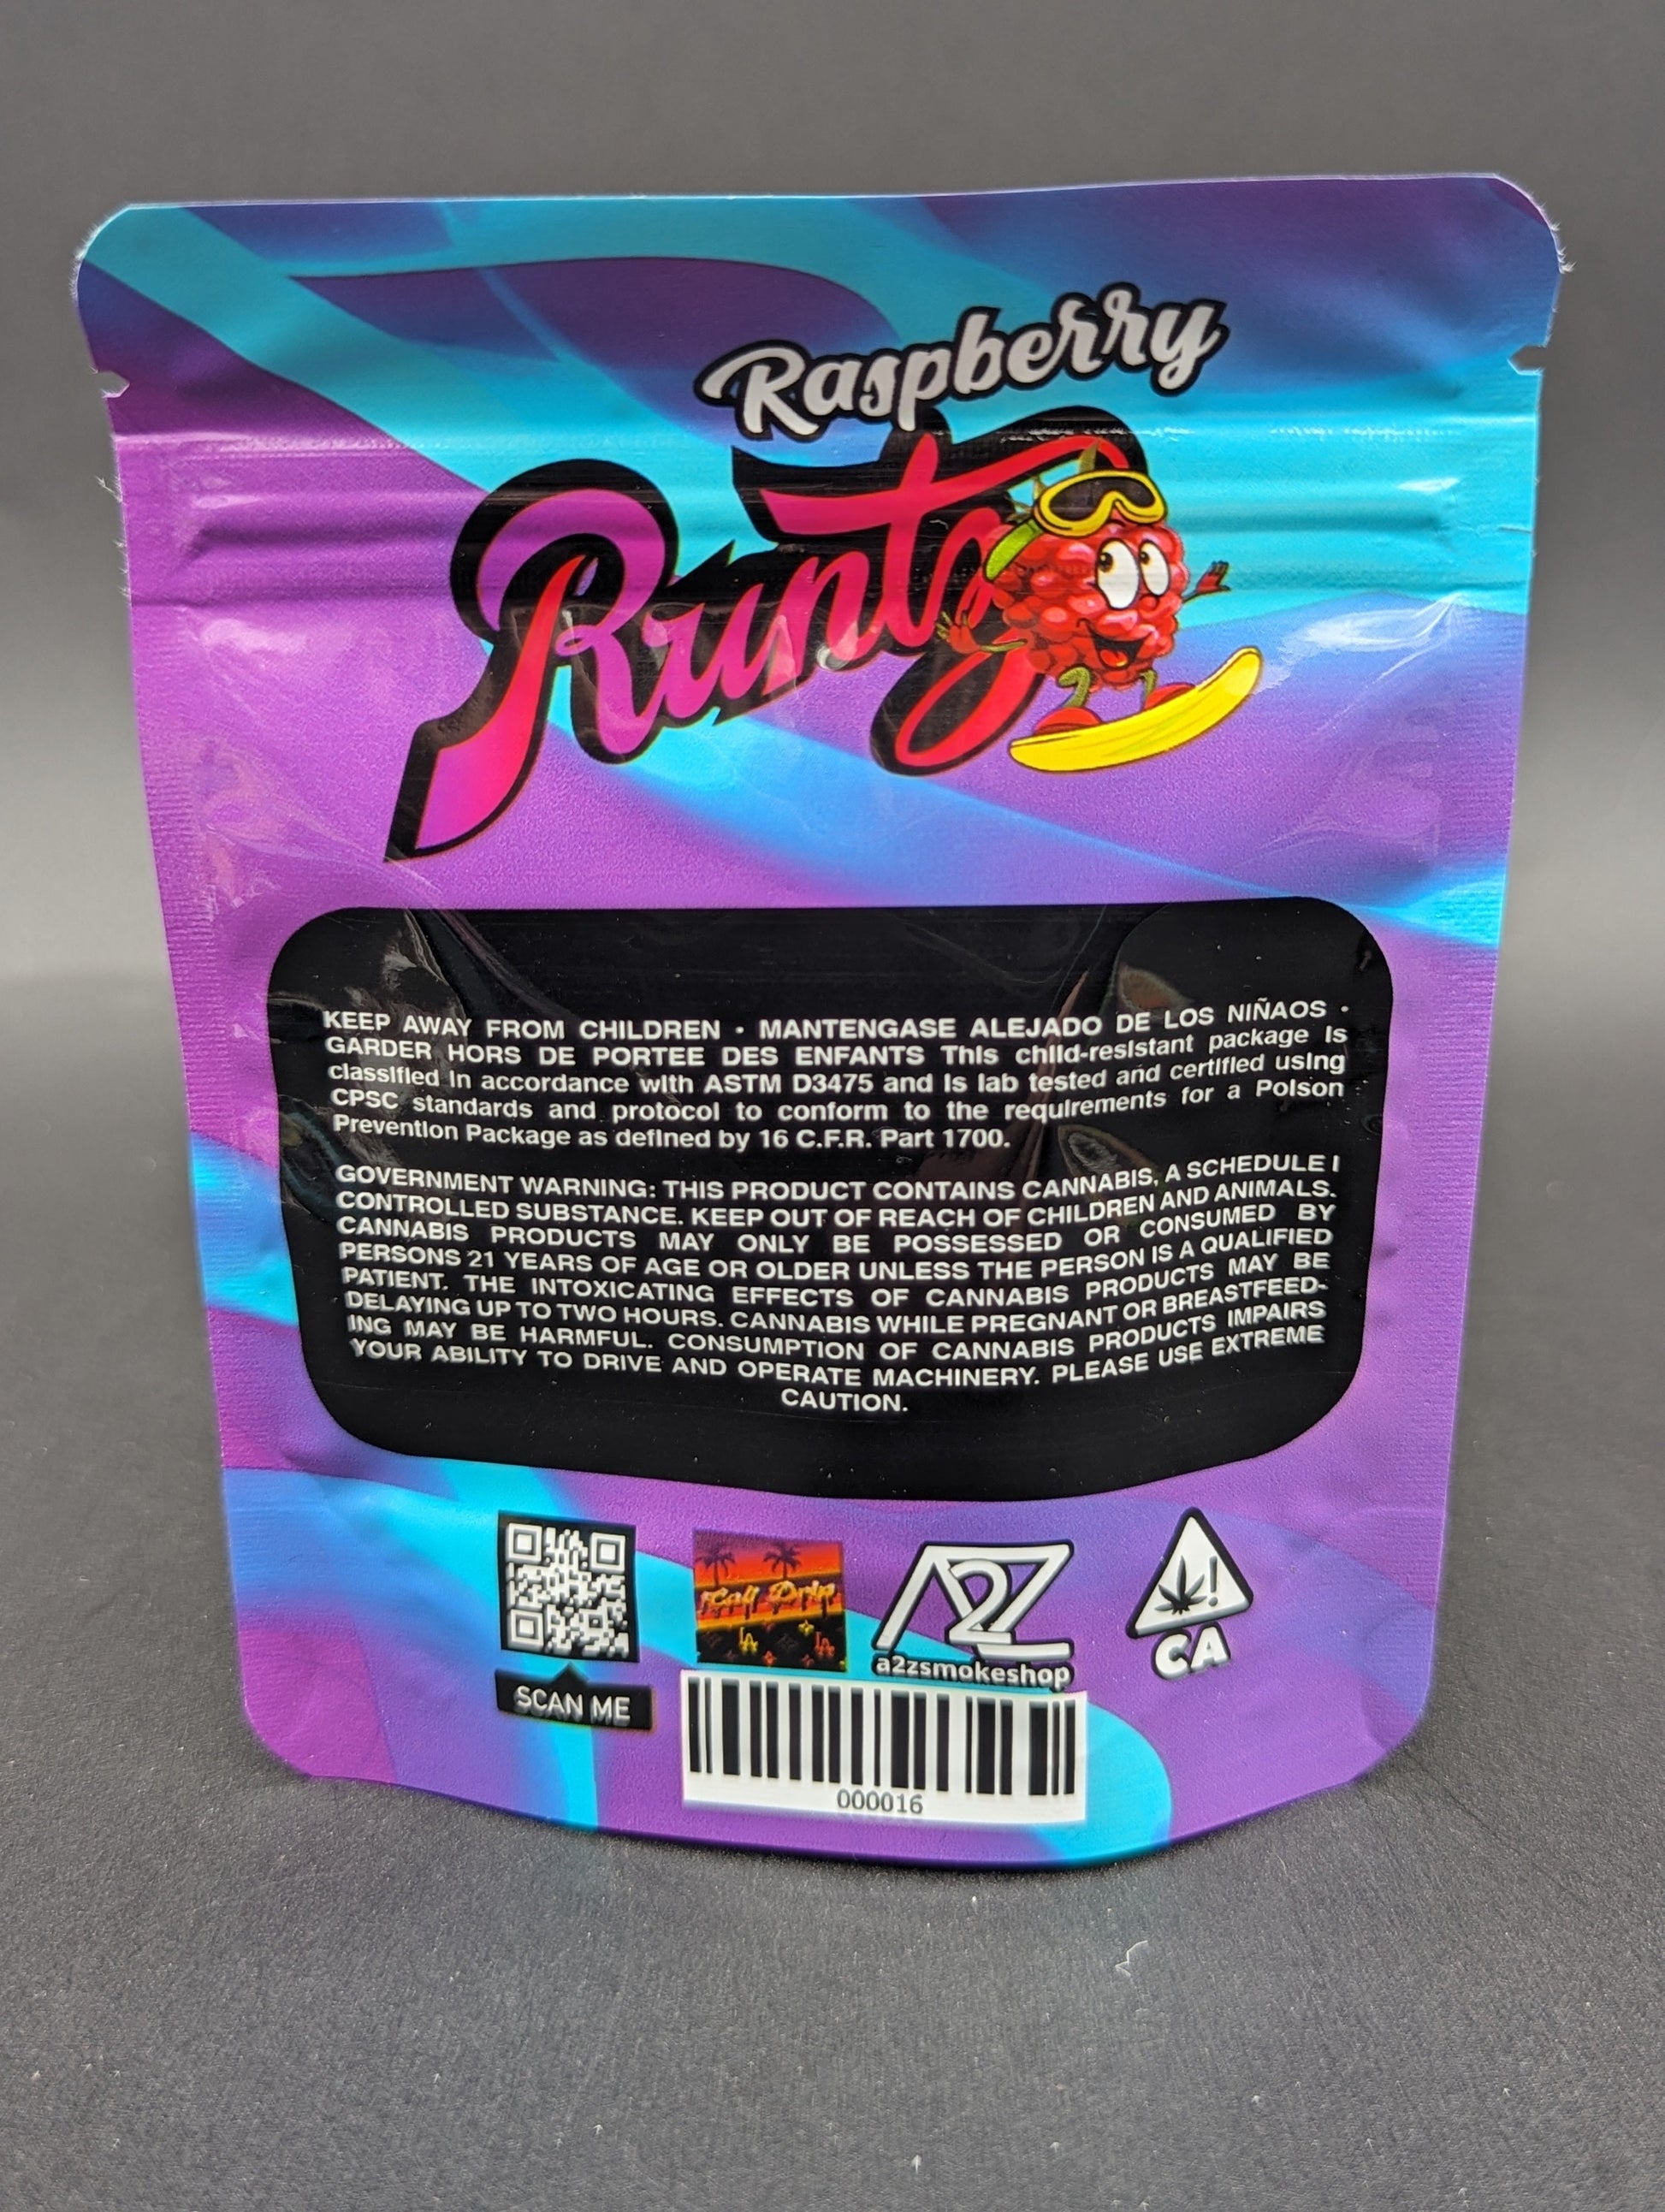 Raspberry
Runtz
KEEP AWAY FROM CHILDREN • MANTENGASE ALEJADO DE LOS NIÑAOS •
GARDER HORS DE PORTEE DES ENFANTS This child-resistant package is
classified in accordance with ASTM D3475 and is lab tested and certified using
CPSC standards and protocol to conform to the requirements for a Poison
Prevention Package as defined by 16 C.F.R. Part 1700.
GOVERNMENT WARNING: THIS PRODUCT CONTAINS CANNABIS, A SCHEDULE I
CONTROLLED SUBSTANCE. KEEP OUT OF REACH OF CHILDREN AND ANIMALS.
CANNABIS PRODUCTS MAY ONLY BE POSSESSED OR CONSUMED BY
PERSONS 21 YEARS OF AGE OR OLDER UNLESS THE PERSON IS A QUALIFIED
PATIENT. THE INTOXICATING EFFECTS OF CANNABIS PRODUCTS MAY BE
DELAYING UP TO TWO HOURS. CANNABIS WHILE PREGNANT OR BREASTFEED-
ING MAY BE HARMFUL. CONSUMPTION OF CANNABIS PRODUCTS IMPAIRS
YOUR ABILITY TO DRIVE AND OPERATE MACHINERY. PLEASE USE EXTREME
CAUTION.
SCAN ME
Cali Drip
LA LA
A2Z
a2zsmokeshop
!
CA
000016